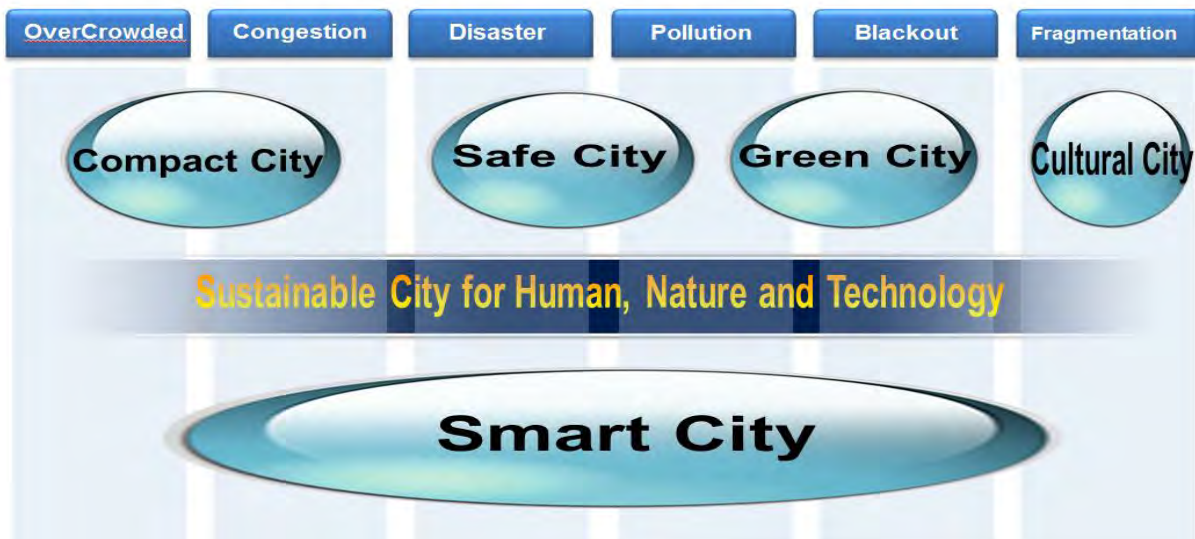 OverCrowded Congestion Disaster Pollution Blackout Fragmentation
Compact City Safe City Green City Cultural City
Sustainable City for Human, Nature and Technology
Smart City